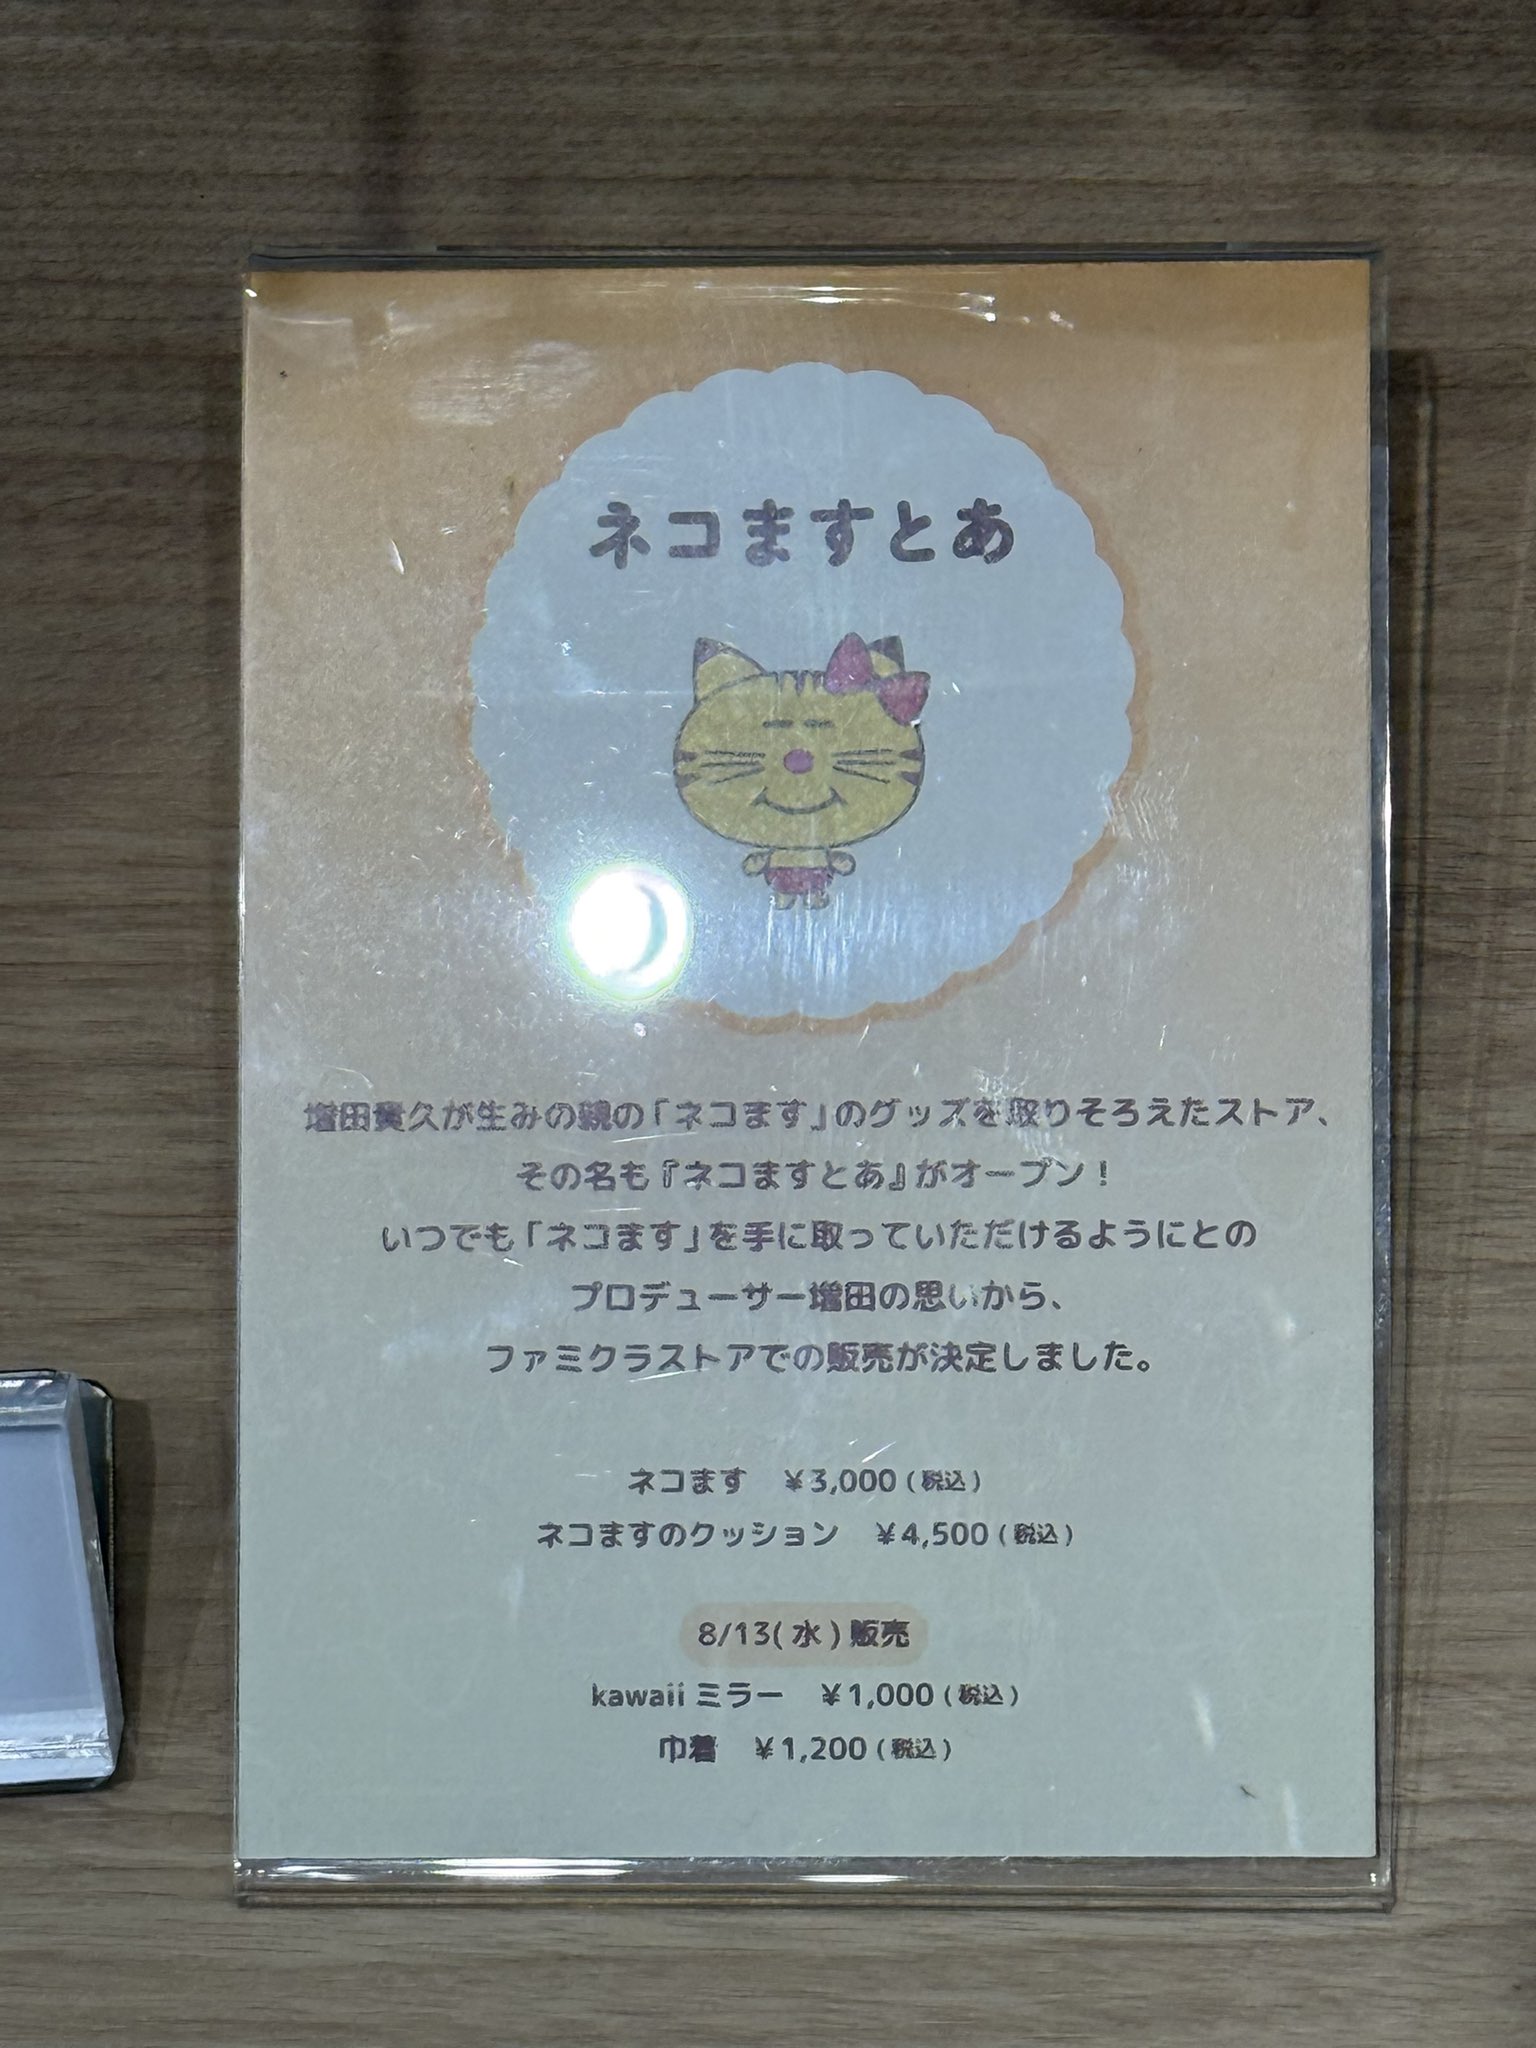 ネコますとあ
増田貴久が生みの親の「ネコます」のグッズを取りそろえたストア、
その名も『ネコますとあ』がオープン！
いつでも「ネコます」を手に取っていただけるようにとの
プロデューサー増田の思いから、
ファミクラストアでの販売が決定しました。
ネコます　￥3,000(税込)
ネコますのクッション　￥4,500(税込)
8/13(水)販売
kawaiiミラー　￥1,000(税込)
巾着　￥1,200(税込)